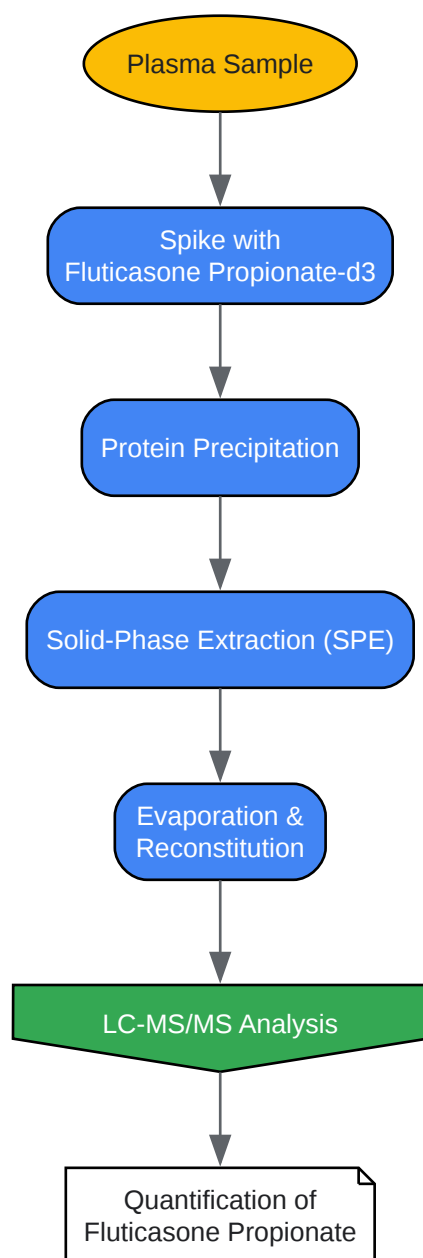 Plasma Sample
Spike with
Fluticasone Propionate-d3
Protein Precipitation
Solid-Phase Extraction (SPE)
Evaporation &
Reconstitution
LC-MS/MS Analysis
Quantification of
Fluticasone Propionate